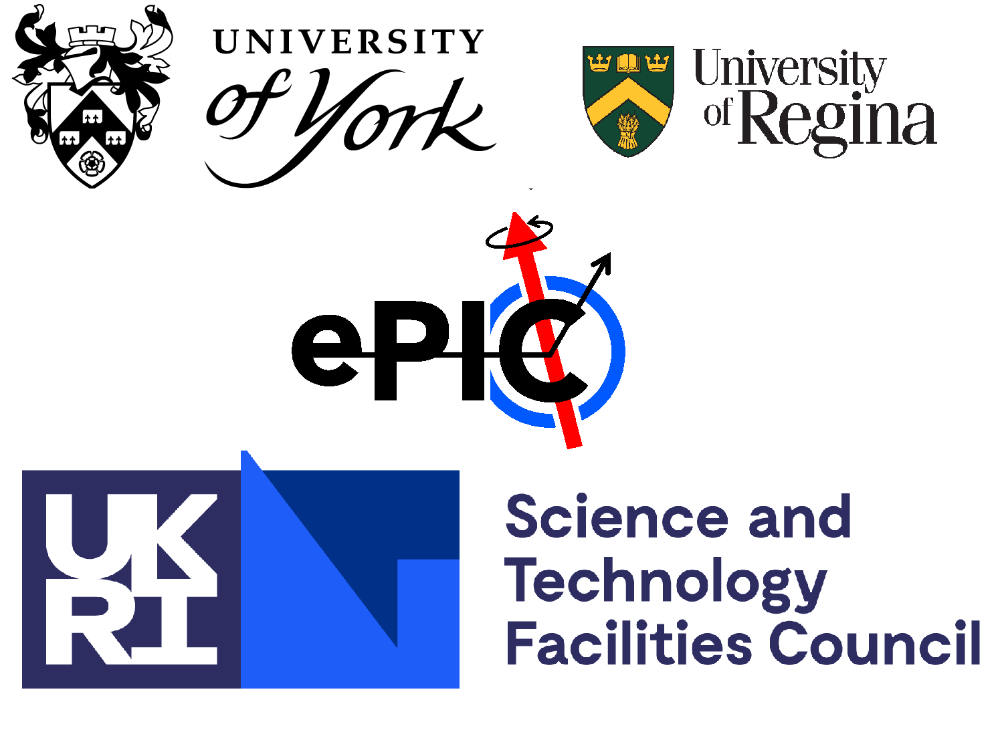 UNIVERSITY
of York
University
of Regina
ePIC
UK
RI
Science and
Technology
Facilities Council